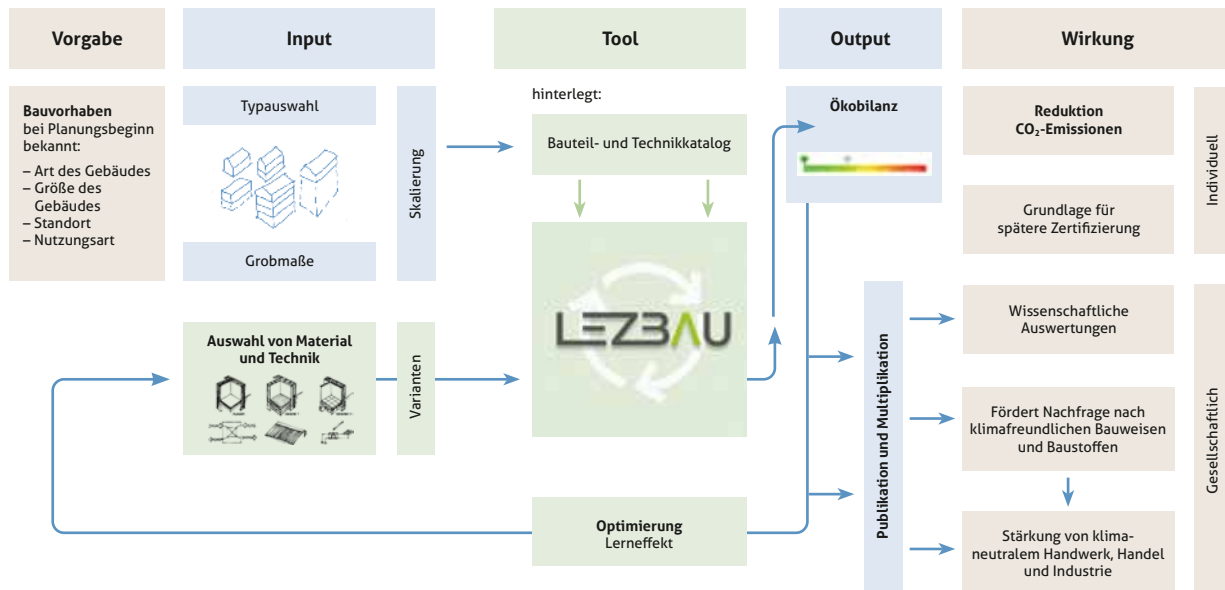 Vorgabe
Input
Tool
Output
Wirkung
Bauvorhaben
bei Planungsbeginn
bekannt:
– Art des Gebäudes
– Größe des
Gebäudes
– Standort
– Nutzungsart
Typauswahl
Grobmaße
Skalierung
Auswahl von Material
und Technik
Varianten
hinterlegt:
Bauteil- und Technikkatalog
LEZBAU
Optimierung
Lerneffekt
Ökobilanz
Publikation und Multiplikation
Reduktion
CO₂-Emissionen
Grundlage für
spätere Zertifizierung
Individuell
Wissenschaftliche
Auswertungen
Fördert Nachfrage nach
klimafreundlichen Bauweisen
und Baustoffen
Stärkung von klima-
neutralem Handwerk, Handel
und Industrie
Gesellschaftlich